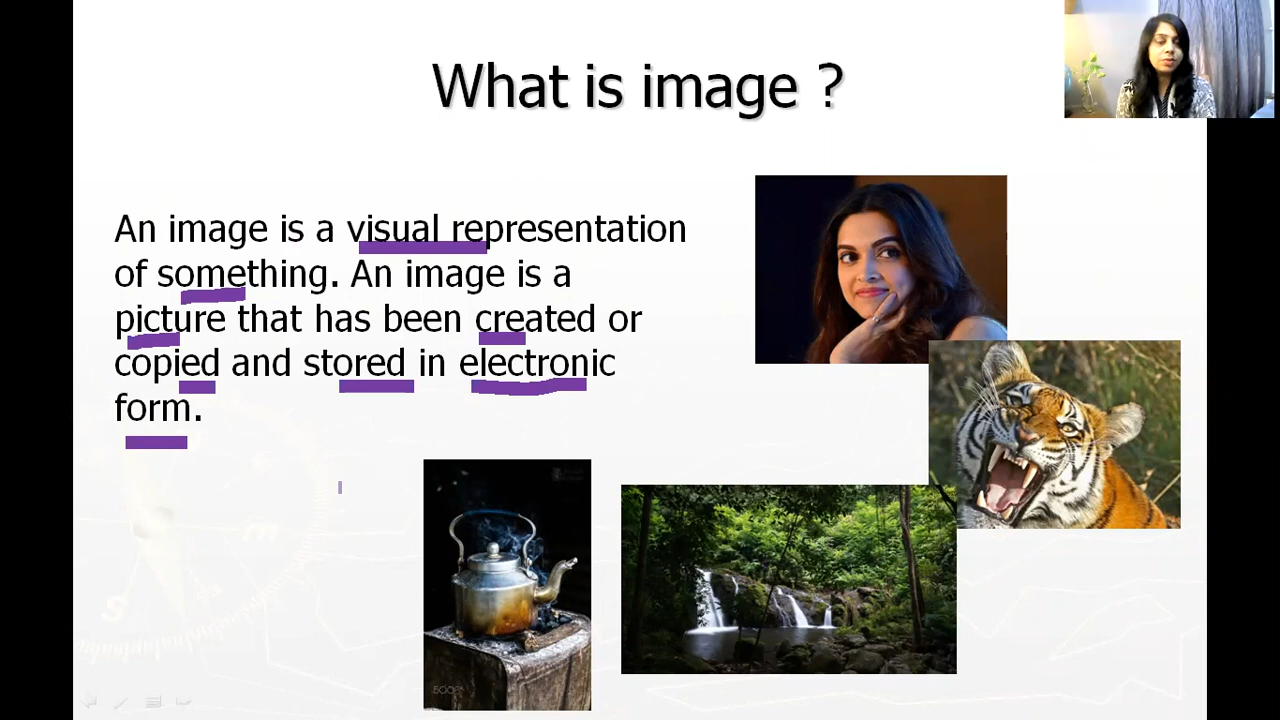 What is image ?
An image is a visual representation
of something. An image is a
picture that has been created or
copied and stored in electronic
form.